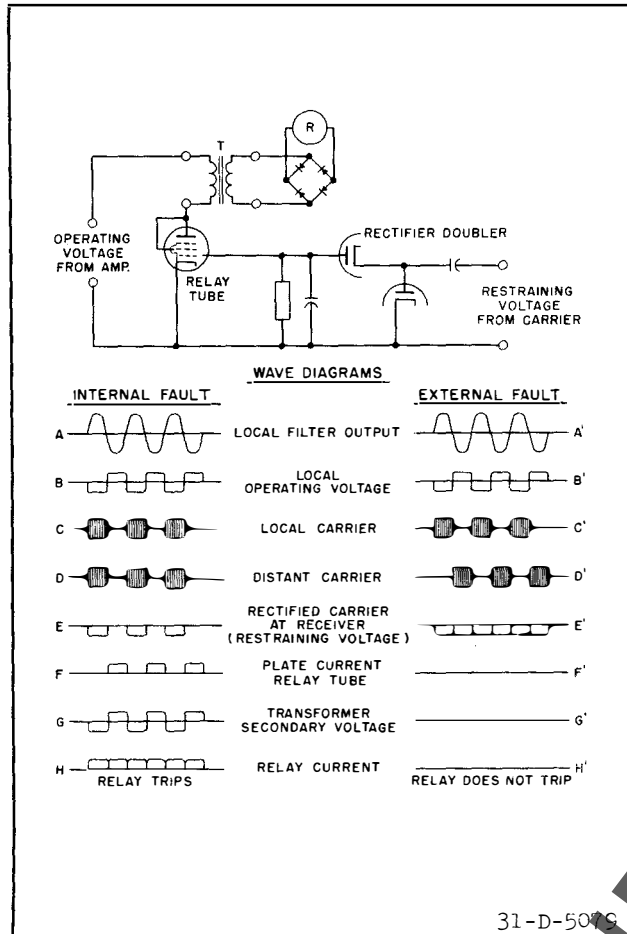 R
T
OPERATING
VOLTAGE
FROM AMP.
RELAY
TUBE
RECTIFIER DOUBLER
RESTRAINING
VOLTAGE
FROM CARRIER
WAVE DIAGRAMS
INTERNAL FAULT
EXTERNAL FAULT
A LOCAL FILTER OUTPUT A'
B LOCAL
OPERATING VOLTAGE B'
C LOCAL CARRIER C'
D DISTANT CARRIER D'
E RECTIFIED CARRIER
AT RECEIVER
(RESTRAINING VOLTAGE) E'
F PLATE CURRENT
RELAY TUBE F'
G TRANSFORMER
SECONDARY VOLTAGE G'
H RELAY CURRENT H'
RELAY TRIPS
RELAY DOES NOT TRIP
31-D-5079